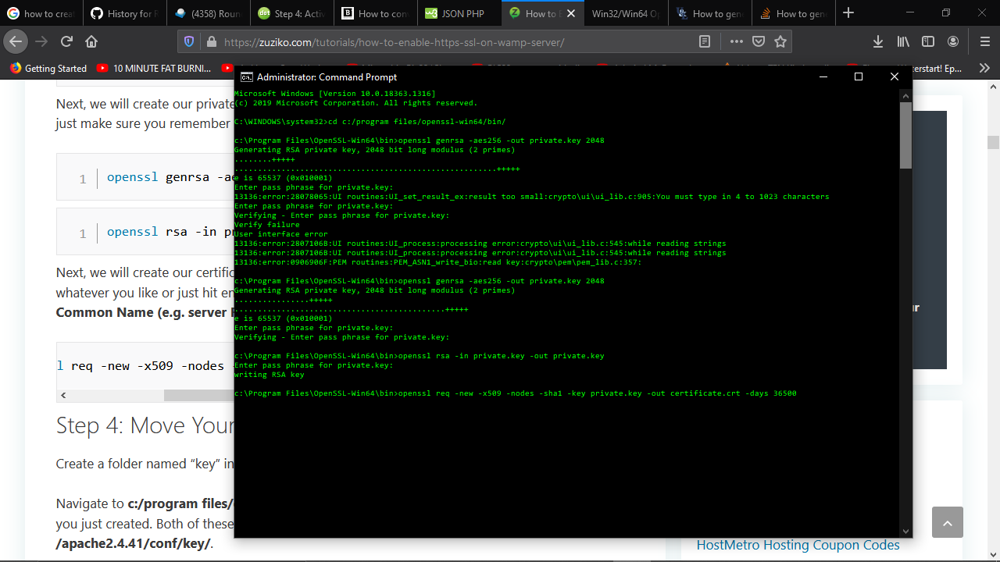 how to creat
History for R
(4358) Roun
Step 4: Activ
How to con
JSON PHP
How to E
Win32/Win64 Op
How to gene
How to gen
https://zuziko.com/tutorials/how-to-enable-https-ssl-on-wamp-server/
Getting Started
10 MINUTE FAT BURNI...
terstart! Ep...
Next, we will create our private
just make sure you remember
1 openssl genrsa -ae
1 openssl rsa -in pr
Next, we will create our certific
whatever you like or just hit en
Common Name (e.g. server
l req -new -x509 -nodes
Step 4: Move Your
Create a folder named “key” in
Navigate to c:/program files/
you just created. Both of these
/apache2.4.41/conf/key/.
Administrator: Command Prompt
Microsoft Windows [Version 10.0.18363.1316]
(c) 2019 Microsoft Corporation. All rights reserved.
C:\WINDOWS\system32>cd c:/program files/openssl-win64/bin/
c:\Program Files\OpenSSL-Win64\bin>openssl genrsa -aes256 -out private.key 2048
Generating RSA private key, 2048 bit long modulus (2 primes)
........+++++
........................................................+++++
e is 65537 (0x010001)
Enter pass phrase for private.key:
13136:error:28078065:UI routines:UI_set_result_ex:result too small:crypto\ui\ui_lib.c:905:You must type in 4 to 1023 characters
Enter pass phrase for private.key:
Verifying - Enter pass phrase for private.key:
Verify failure
User interface error
13136:error:2807106B:UI routines:UI_process:processing error:crypto\ui\ui_lib.c:545:while reading strings
13136:error:2807106B:UI routines:UI_process:processing error:crypto\ui\ui_lib.c:545:while reading strings
13136:error:0906906F:PEM routines:PEM_ASN1_write_bio:read key:crypto\pem\pem_lib.c:357:
c:\Program Files\OpenSSL-Win64\bin>openssl genrsa -aes256 -out private.key 2048
Generating RSA private key, 2048 bit long modulus (2 primes)
................+++++
.............................................+++++
e is 65537 (0x010001)
Enter pass phrase for private.key:
Verifying - Enter pass phrase for private.key:
c:\Program Files\OpenSSL-Win64\bin>openssl rsa -in private.key -out private.key
Enter pass phrase for private.key:
writing RSA key
c:\Program Files\OpenSSL-Win64\bin>openssl req -new -x509 -nodes -sha1 -key private.key -out certificate.crt -days 36500
ur
HostMetro Hosting Coupon Codes